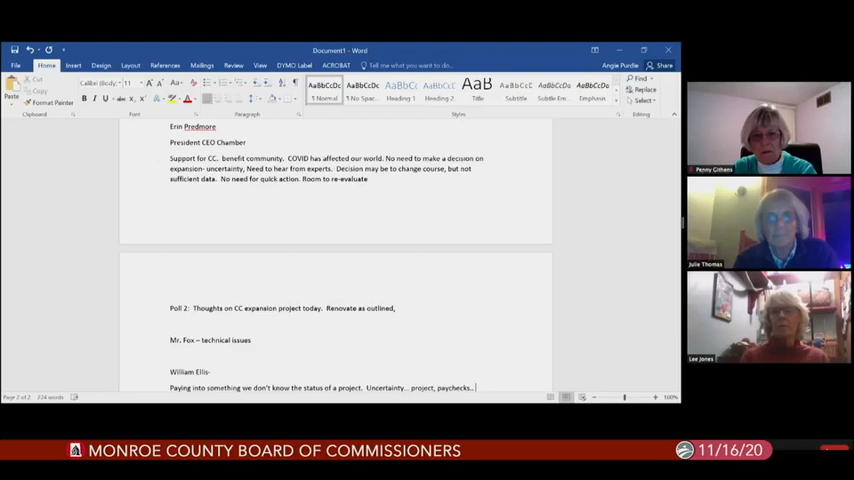 Document1 - Word
Angie Purdie
Share
File Home Insert Design Layout References Mailings Review View DYMO Label ACROBAT Tell me what you want to do...
Paste
Cut
Copy
Format Painter
Clipboard
Calibri (Body) 11
Font
Paragraph
AaBbCcDc AaBbCcDc AaBbCc AaBbCcC AaB AaBbCcC AaBbCcDc AaBbCcDc
¶ Normal ¶ No Spac... Heading 1 Heading 2 Title Subtitle Subtle Em... Emphasis
Styles
Find
Replace
Select
Editing
Erin Predmore
President CEO Chamber
Support for CC. benefit community. COVID has affected our world. No need to make a decision on
expansion- uncertainty, Need to hear from experts. Decision may be to change course, but not
sufficient data. No need for quick action. Room to re-evaluate
Poll 2: Thoughts on CC expansion project today. Renovate as outlined,
Mr. Fox – technical issues
William Ellis-
Paying into something we don't know the status of a project. Uncertainty... project, paychecks..
Page 2 of 2 324 words
100%
Penny Githens
Julie Thomas
Lee Jones
MONROE COUNTY BOARD OF COMMISSIONERS
11/16/20